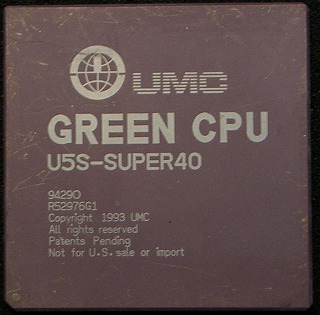 UMC
GREEN CPU
U5S-SUPER40
9429O
R52976G1
Copyright 1993 UMC
All rights reserved
Patents Pending
Not for U.S. sale or import